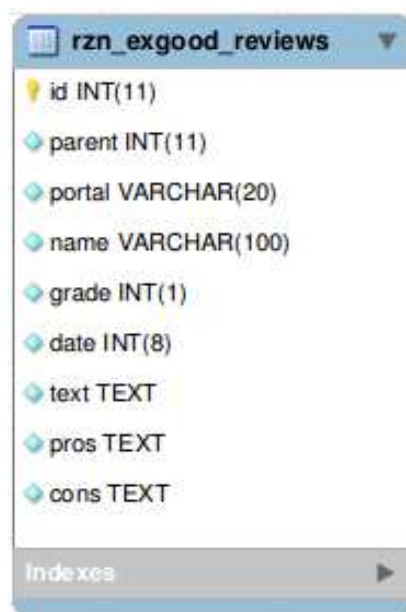 rzn_exgood_reviews
id INT(11)
parent INT(11)
portal VARCHAR(20)
name VARCHAR(100)
grade INT(1)
date INT(8)
text TEXT
pros TEXT
cons TEXT
Indexes